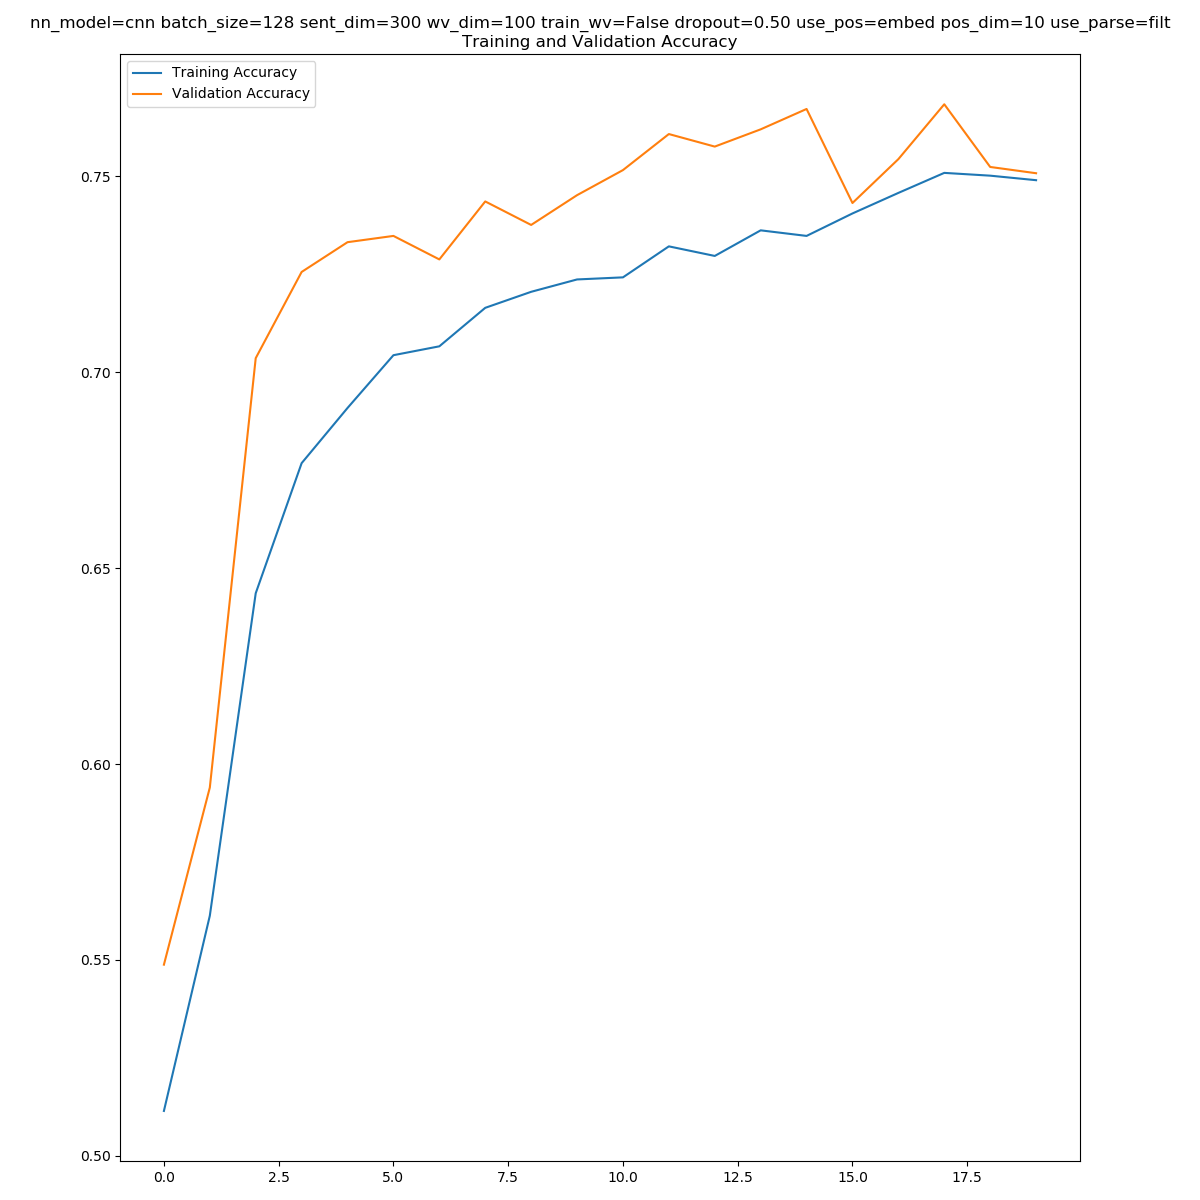 nn_model=cnn batch_size=128 sent_dim=300 wv_dim=100 train_wv=False dropout=0.50 use_pos=embed pos_dim=10 use_parse=filt
Training and Validation Accuracy
Training Accuracy
Validation Accuracy
0.75
0.70
0.65
0.60
0.55
0.50
0.0 2.5 5.0 7.5 10.0 12.5 15.0 17.5